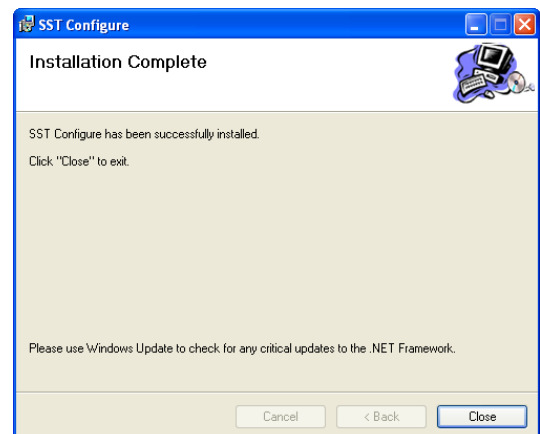 SST Configure
Installation Complete
SST Configure has been successfully installed.
Click "Close" to exit.
Please use Windows Update to check for any critical updates to the .NET Framework.
Cancel
< Back
Close